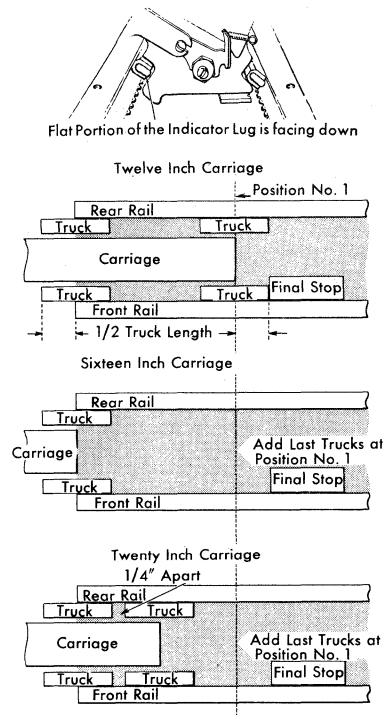 Flat Portion of the Indicator Lug is facing down
Twelve Inch Carriage
Position No. 1
Rear Rail
Truck
Truck
Carriage
Truck
Truck
Final Stop
Front Rail
1/2 Truck Length
Sixteen Inch Carriage
Rear Rail
Truck
Carriage
Add Last Trucks at
Position No. 1
Truck
Final Stop
Front Rail
Twenty Inch Carriage
1/4" Apart
Rear Rail
Truck
Truck
Carriage
Add Last Trucks at
Position No. 1
Truck
Truck
Final Stop
Front Rail